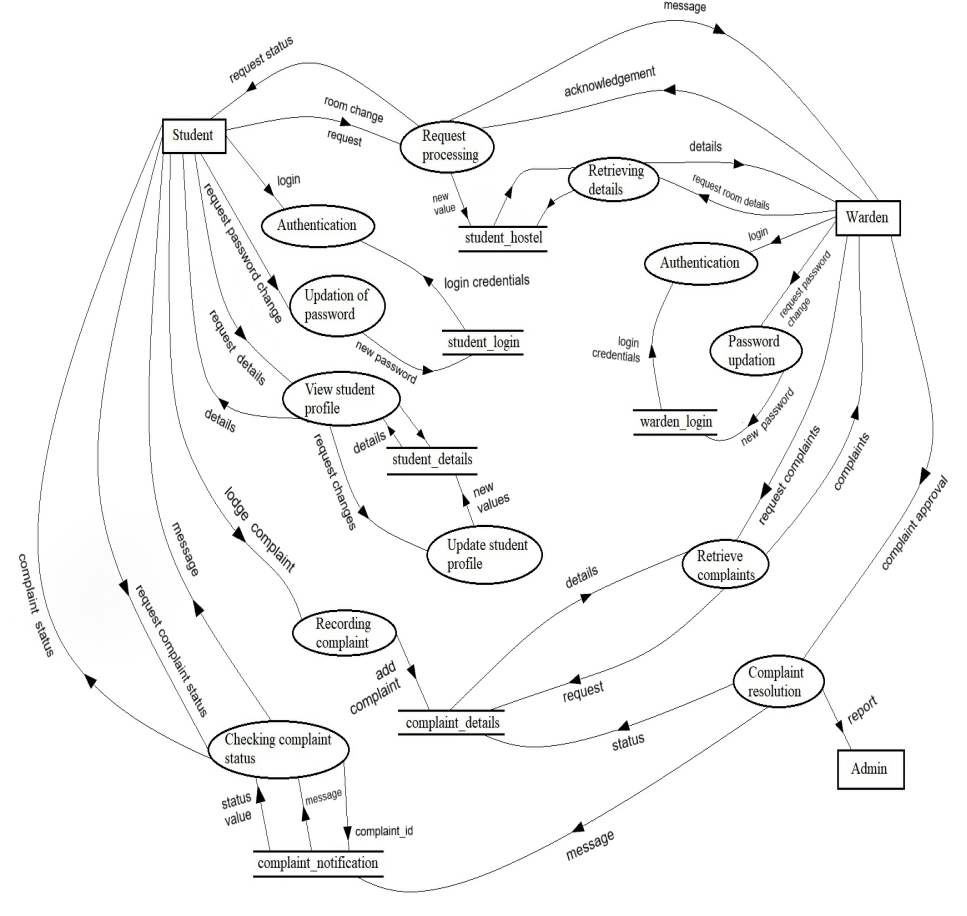 message
request status
acknowledgement
room change
request
Student
Request
processing
details
Retrieving
details
request room details
login
new
value
Warden
request password change
Authentication
student_hostel
login
Authentication
request password
change
login credentials
Updation of
password
request details
student_login
new password
login
credentials
Password
updation
View student
profile
details
new password
warden_login
details
request changes
student_details
request complaints
complaints
new
values
lodge complaint
complaint approval
message
Update student
profile
Retrieve
complaints
complaint status
details
request complaint status
Recording
complaint
add
complaint
request
Complaint
resolution
complaint_details
report
status
Checking complaint
status
Admin
status
value
message
complaint_id
message
complaint_notification